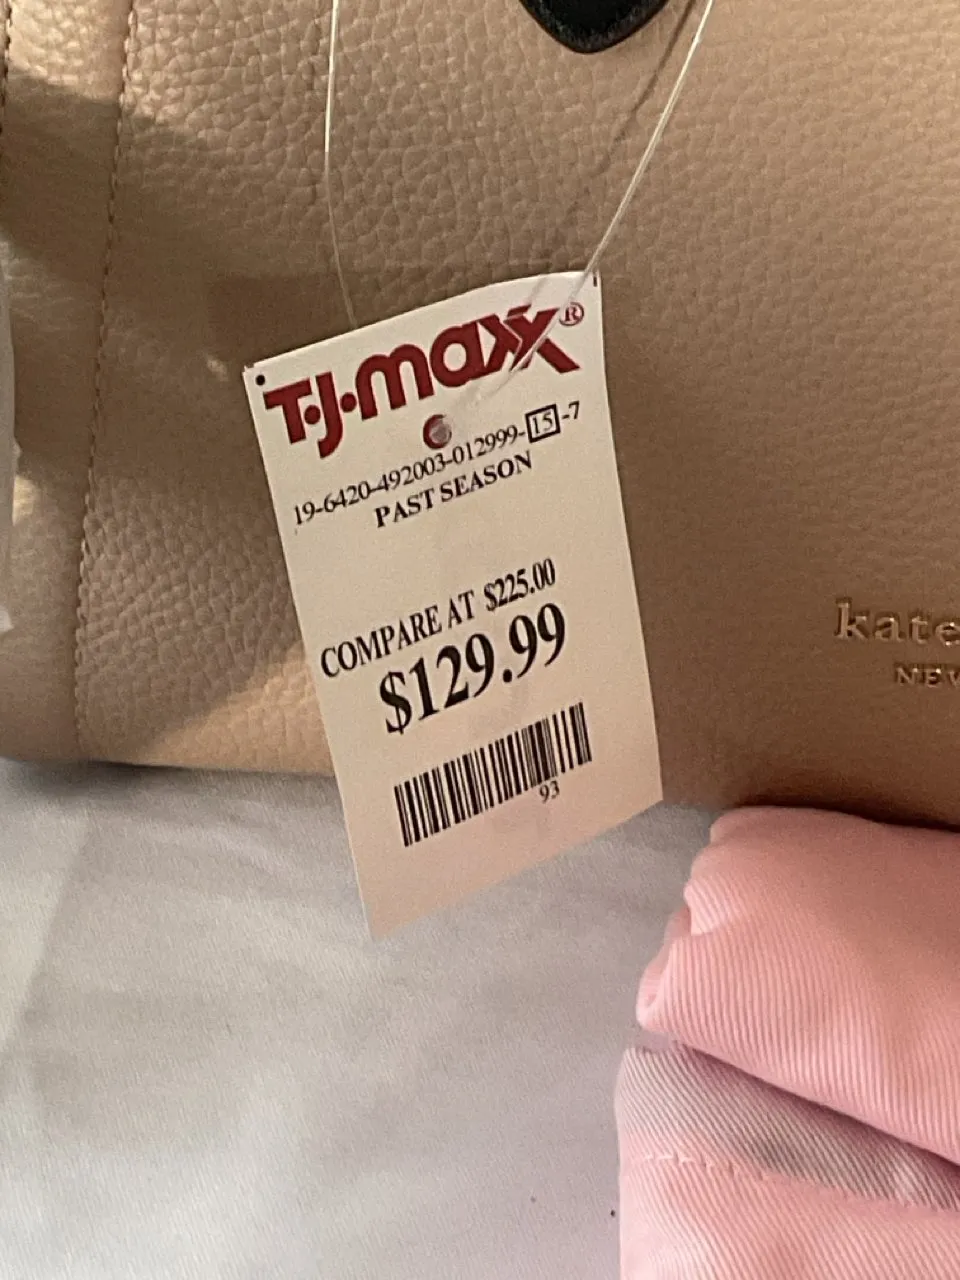 T·J·maxx®
19-6420-492003-012999-15-7
PAST SEASON
COMPARE AT $225.00
$129.99
93
kate
NEW